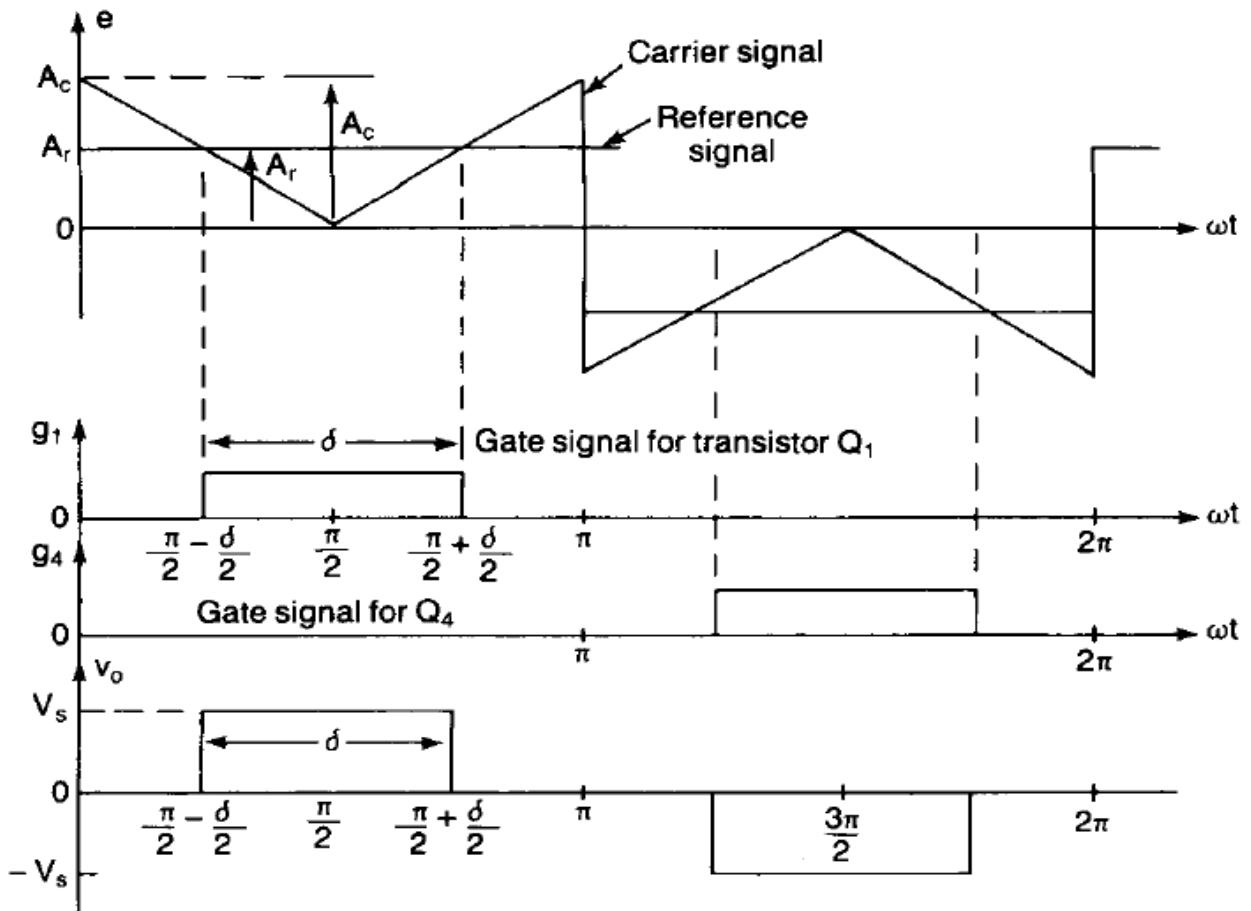 e
Carrier signal
A_c
A_c
Reference
signal
A_r
A_r
0
ωt
g₁
δ
Gate signal for transistor Q₁
0
ωt
π/2 − δ/2
π/2
π/2 + δ/2
π
2π
g₄
Gate signal for Q₄
0
ωt
π
2π
v_o
V_s
δ
0
π/2 − δ/2
π/2
π/2 + δ/2
π
3π/2
2π
− V_s